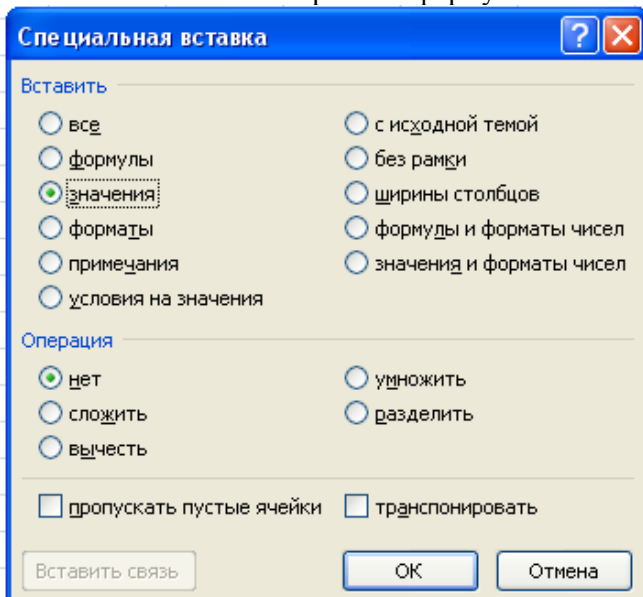 Специальная вставка
Вставить
все
с исходной темой
формулы
без рамки
значения
ширины столбцов
форматы
формулы и форматы чисел
примечания
значения и форматы чисел
условия на значения
Операция
нет
умножить
сложить
разделить
вычесть
пропускать пустые ячейки
транспонировать
Вставить связь
ОК
Отмена